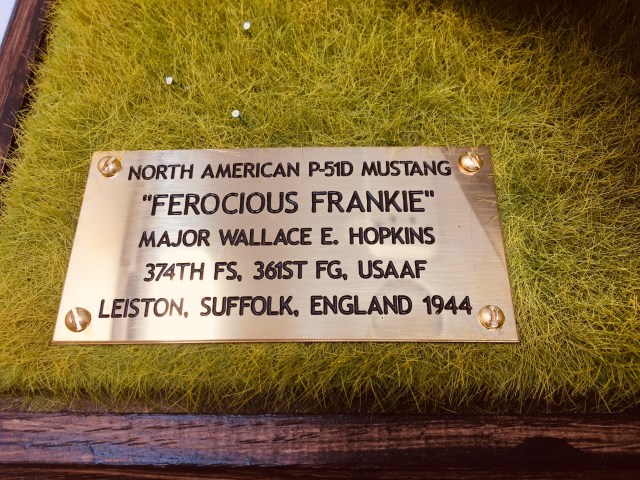 NORTH AMERICAN P-51D MUSTANG
"FEROCIOUS FRANKIE"
MAJOR WALLACE E. HOPKINS
374TH FS, 361ST FG, USAAF
LEISTON, SUFFOLK, ENGLAND 1944